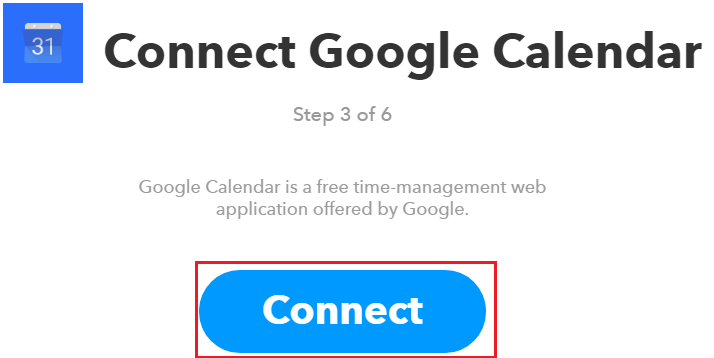 31
Connect Google Calendar
Step 3 of 6
Google Calendar is a free time-management web
application offered by Google.
Connect